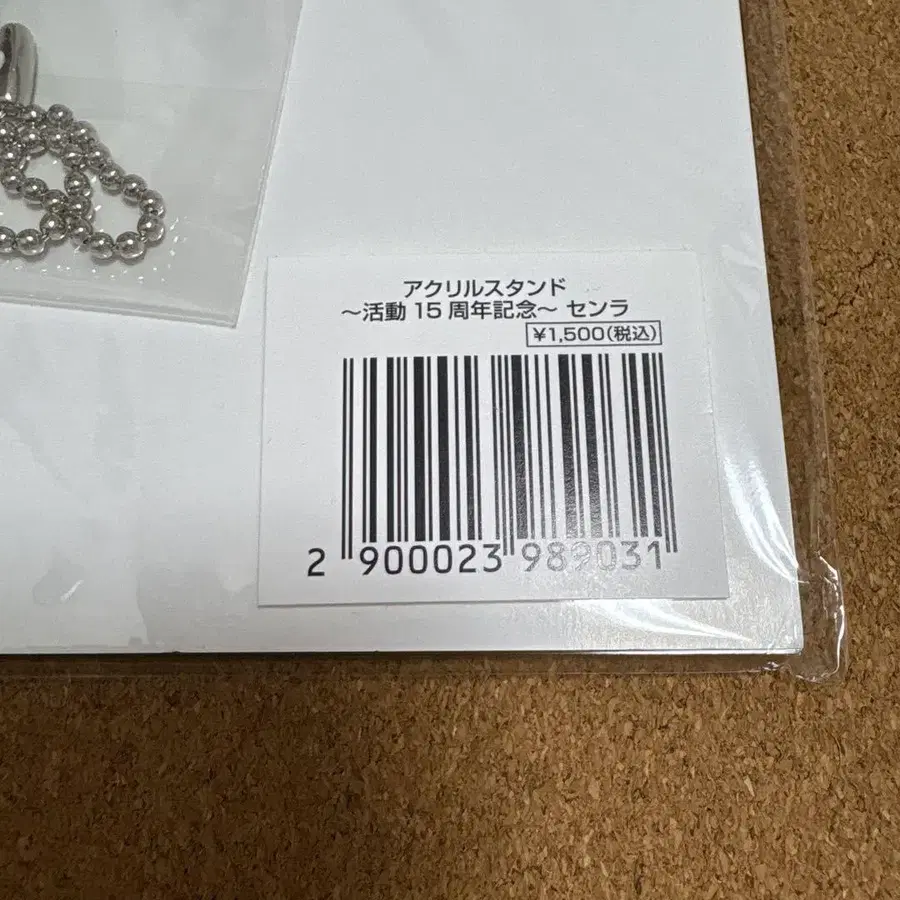 アクリルスタンド
～活動 15 周年記念～ センラ
¥1,500(税込)
2 900023 989031